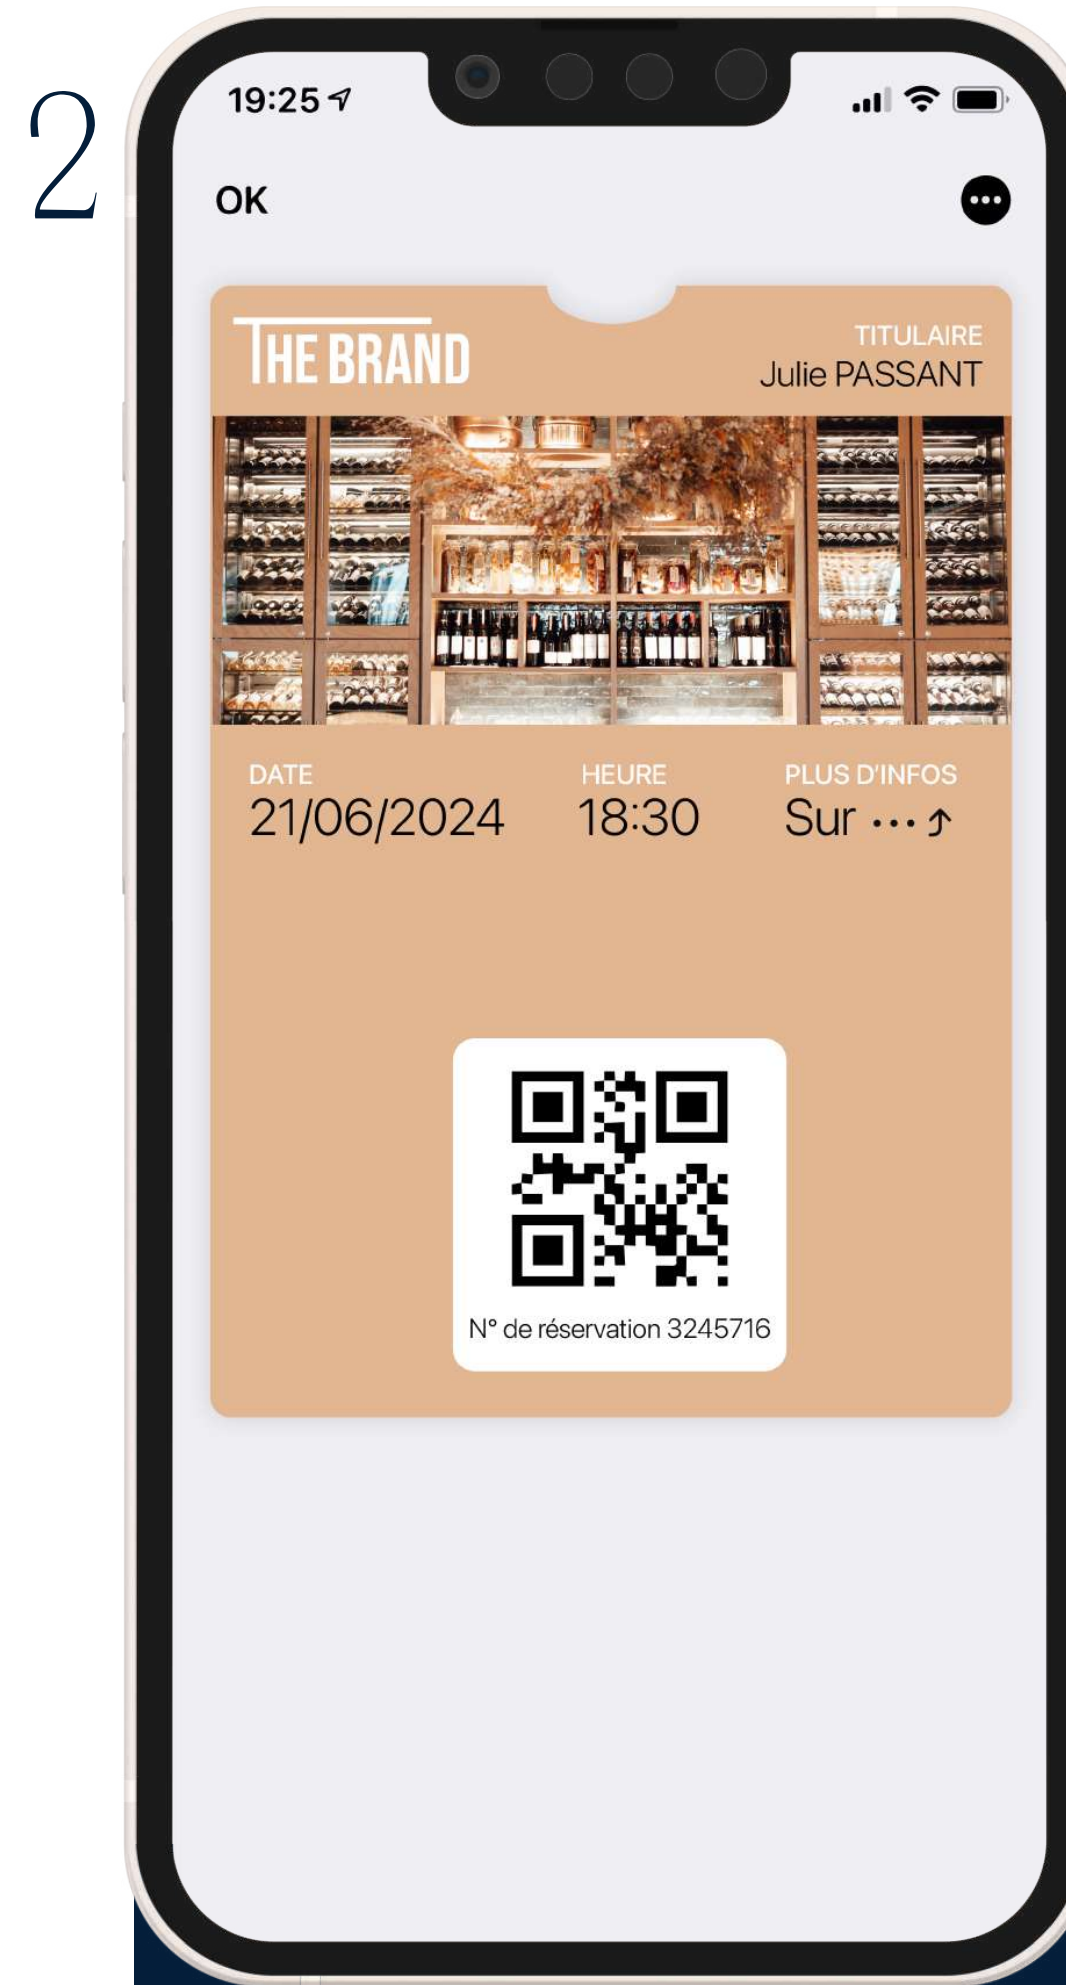 2
19:25
OK
THE BRAND
TITULAIRE
Julie PASSANT
DATE
HEURE
PLUS D'INFOS
21/06/2024
18:30
Sur ···
N° de réservation 3245716